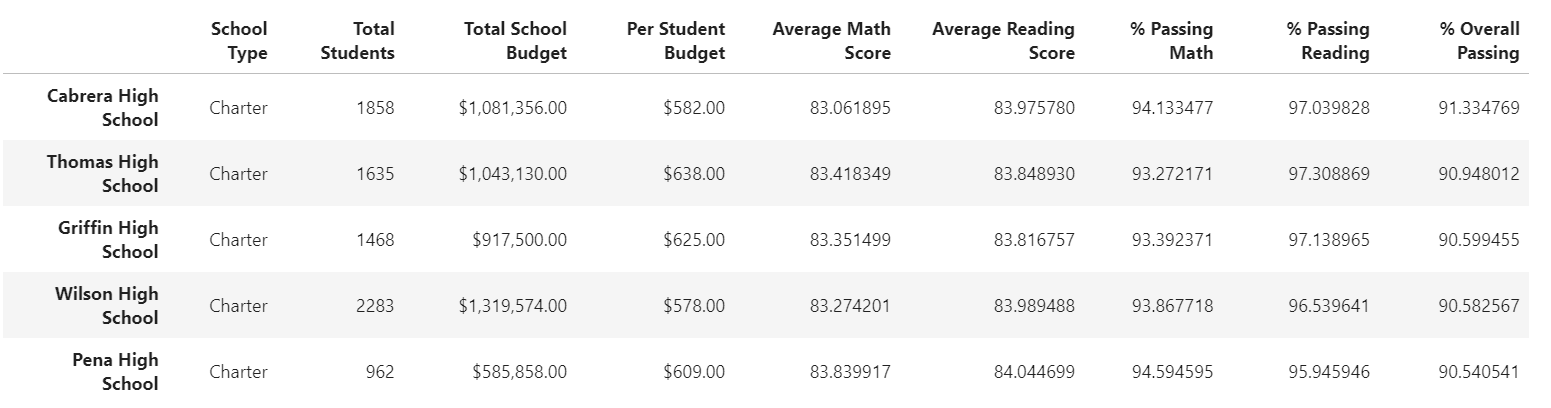 School Type Total Students Total School Budget Per Student Budget Average Math Score Average Reading Score % Passing Math % Passing Reading % Overall Passing
Cabrera High School Charter 1858 $1,081,356.00 $582.00 83.061895 83.975780 94.133477 97.039828 91.334769
Thomas High School Charter 1635 $1,043,130.00 $638.00 83.418349 83.848930 93.272171 97.308869 90.948012
Griffin High School Charter 1468 $917,500.00 $625.00 83.351499 83.816757 93.392371 97.138965 90.599455
Wilson High School Charter 2283 $1,319,574.00 $578.00 83.274201 83.989488 93.867718 96.539641 90.582567
Pena High School Charter 962 $585,858.00 $609.00 83.839917 84.044699 94.594595 95.945946 90.540541